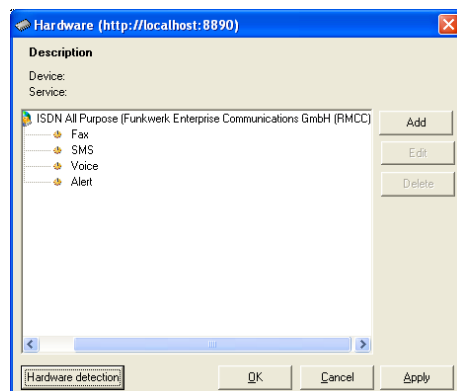 Hardware (http://localhost:8890)
Description
Device:
Service:
ISDN All Purpose (Funkwerk Enterprise Communications GmbH (RMCC)
Fax
SMS
Voice
Alert
Add
Edit
Delete
Hardware detection
OK
Cancel
Apply